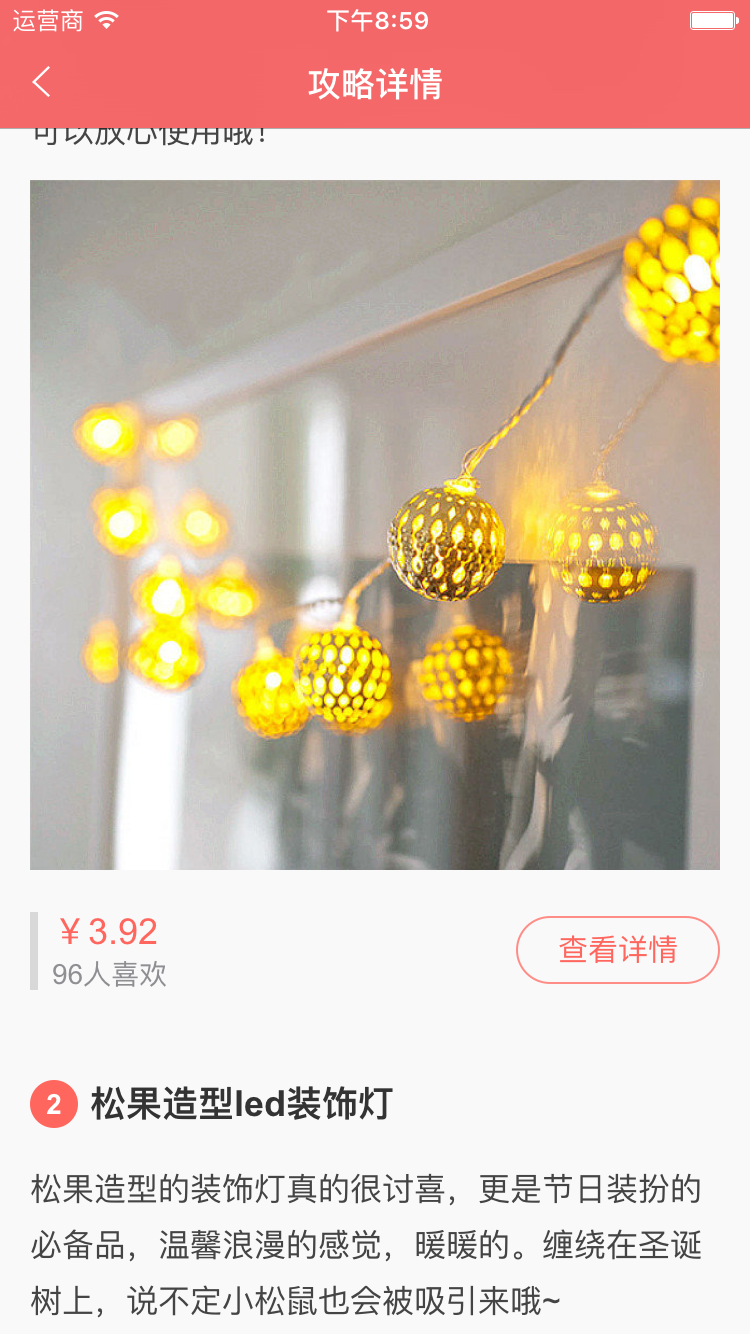 运营商
下午8:59
攻略详情
可以放心使用哦！
¥ 3.92
96人喜欢
查看详情
2 松果造型led装饰灯
松果造型的装饰灯真的很讨喜，更是节日装扮的
必备品，温馨浪漫的感觉，暖暖的。缠绕在圣诞
树上，说不定小松鼠也会被吸引来哦~